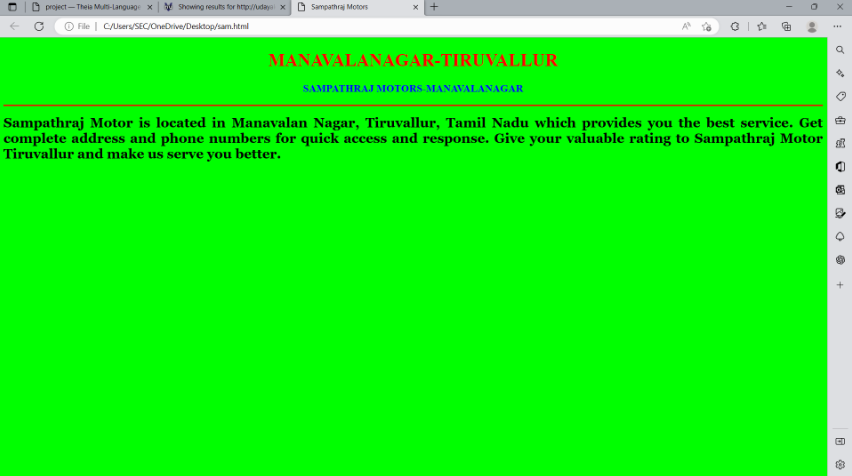 project — Theia Multi-Language
Showing results for http://udaya
Sampathraj Motors
File
C:/Users/SEC/OneDrive/Desktop/sam.html
MANAVALANAGAR-TIRUVALLUR
SAMPATHRAJ MOTORS-MANAVALANAGAR
Sampathraj Motor is located in Manavalan Nagar, Tiruvallur, Tamil Nadu which provides you the best service. Get
complete address and phone numbers for quick access and response. Give your valuable rating to Sampathraj Motor
Tiruvallur and make us serve you better.